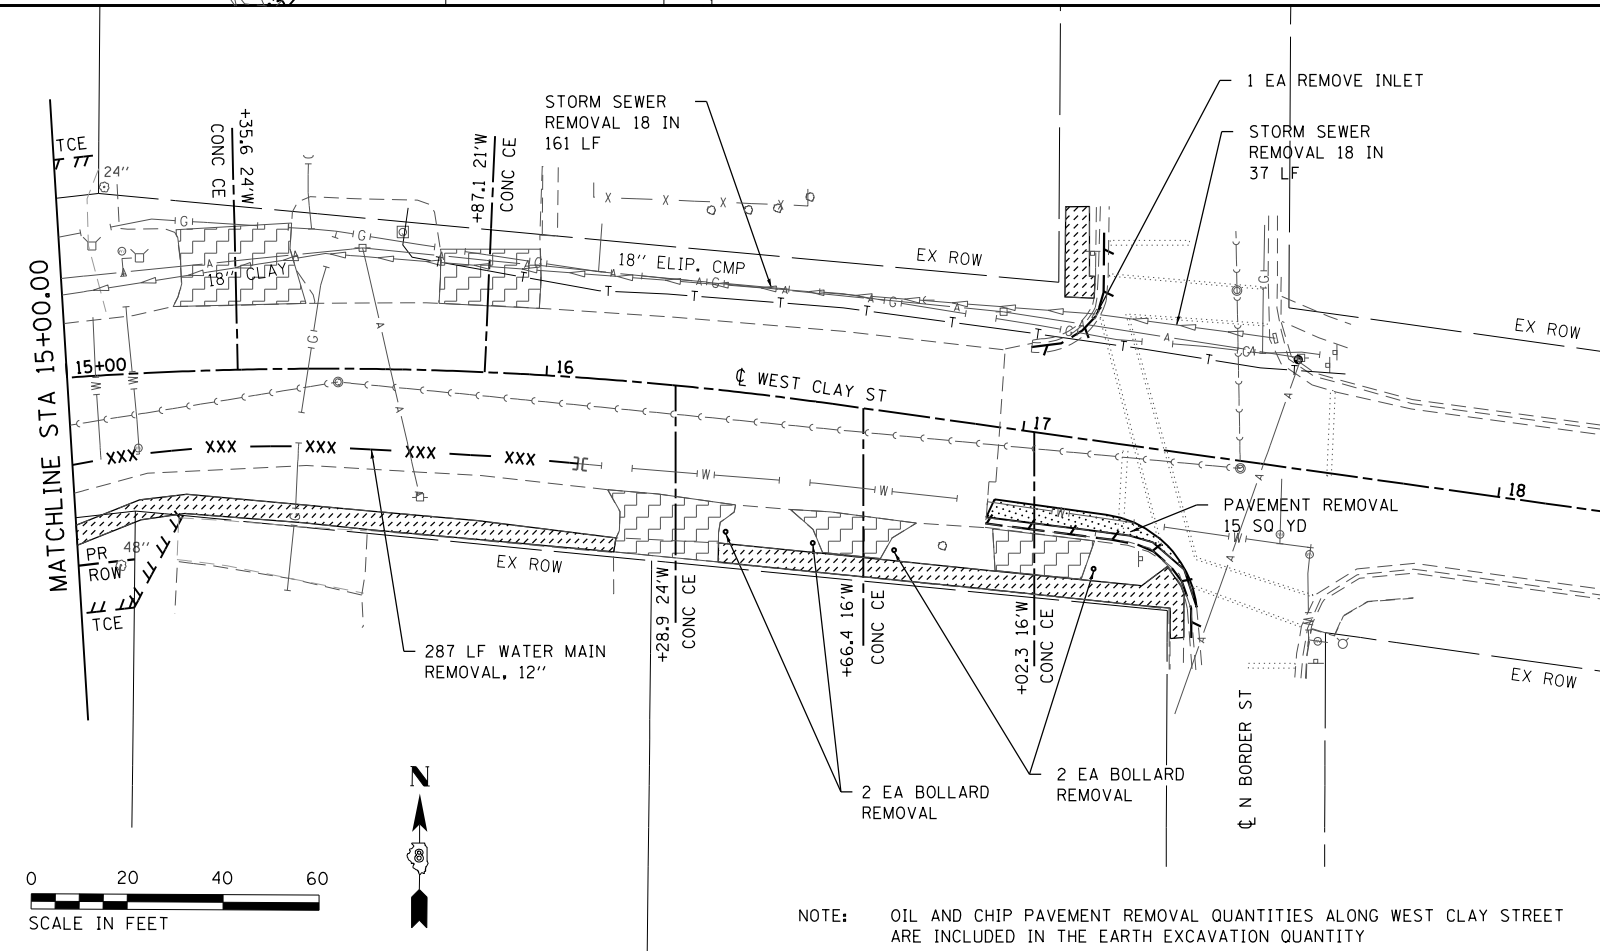 1 EA REMOVE INLET
STORM SEWER
REMOVAL 18 IN
161 LF
STORM SEWER
REMOVAL 18 IN
37 LF
TCE
24''
+35.6 24'W
CONC CE
+87.1 21'W
CONC CE
EX ROW
18'' CLAY
18'' ELIP. CMP
EX ROW
MATCHLINE STA 15+00.00
15+00
16
℄ WEST CLAY ST
17
18
XXX XXX XXX XXX XXX
PAVEMENT REMOVAL
15 SQ YD
PR
ROW
48''
TCE
EX ROW
+28.9 24'W
CONC CE
+66.4 16'W
CONC CE
+02.3 16'W
CONC CE
287 LF WATER MAIN
REMOVAL, 12''
EX ROW
℄ N BORDER ST
2 EA BOLLARD
REMOVAL
2 EA BOLLARD
REMOVAL
N
0 20 40 60
SCALE IN FEET
NOTE: OIL AND CHIP PAVEMENT REMOVAL QUANTITIES ALONG WEST CLAY STREET
ARE INCLUDED IN THE EARTH EXCAVATION QUANTITY